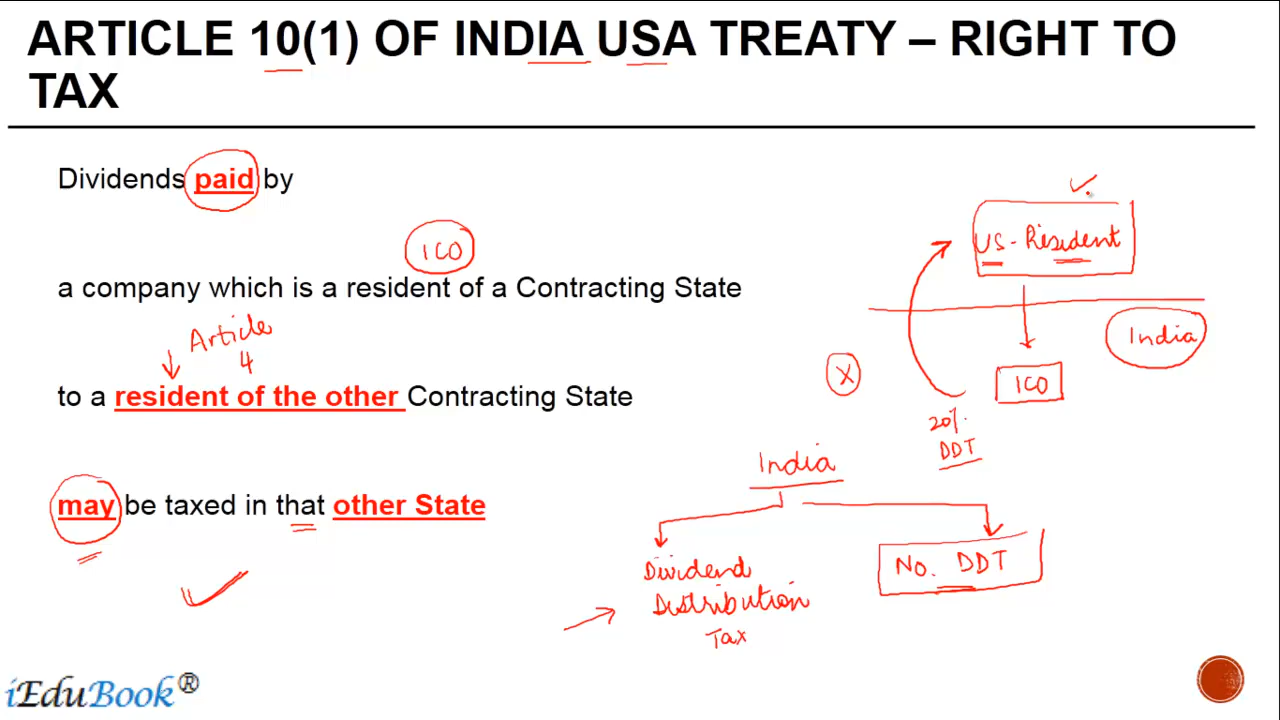 ARTICLE 10(1) OF INDIA USA TREATY – RIGHT TO
TAX
Dividends paid by
ICO
a company which is a resident of a Contracting State
Article
4
to a resident of the other Contracting State
may be taxed in that other State
US - Resident
India
ICO
X
20%
DDT
India
Dividend
Distribution
Tax
No. DDT
iEduBook®